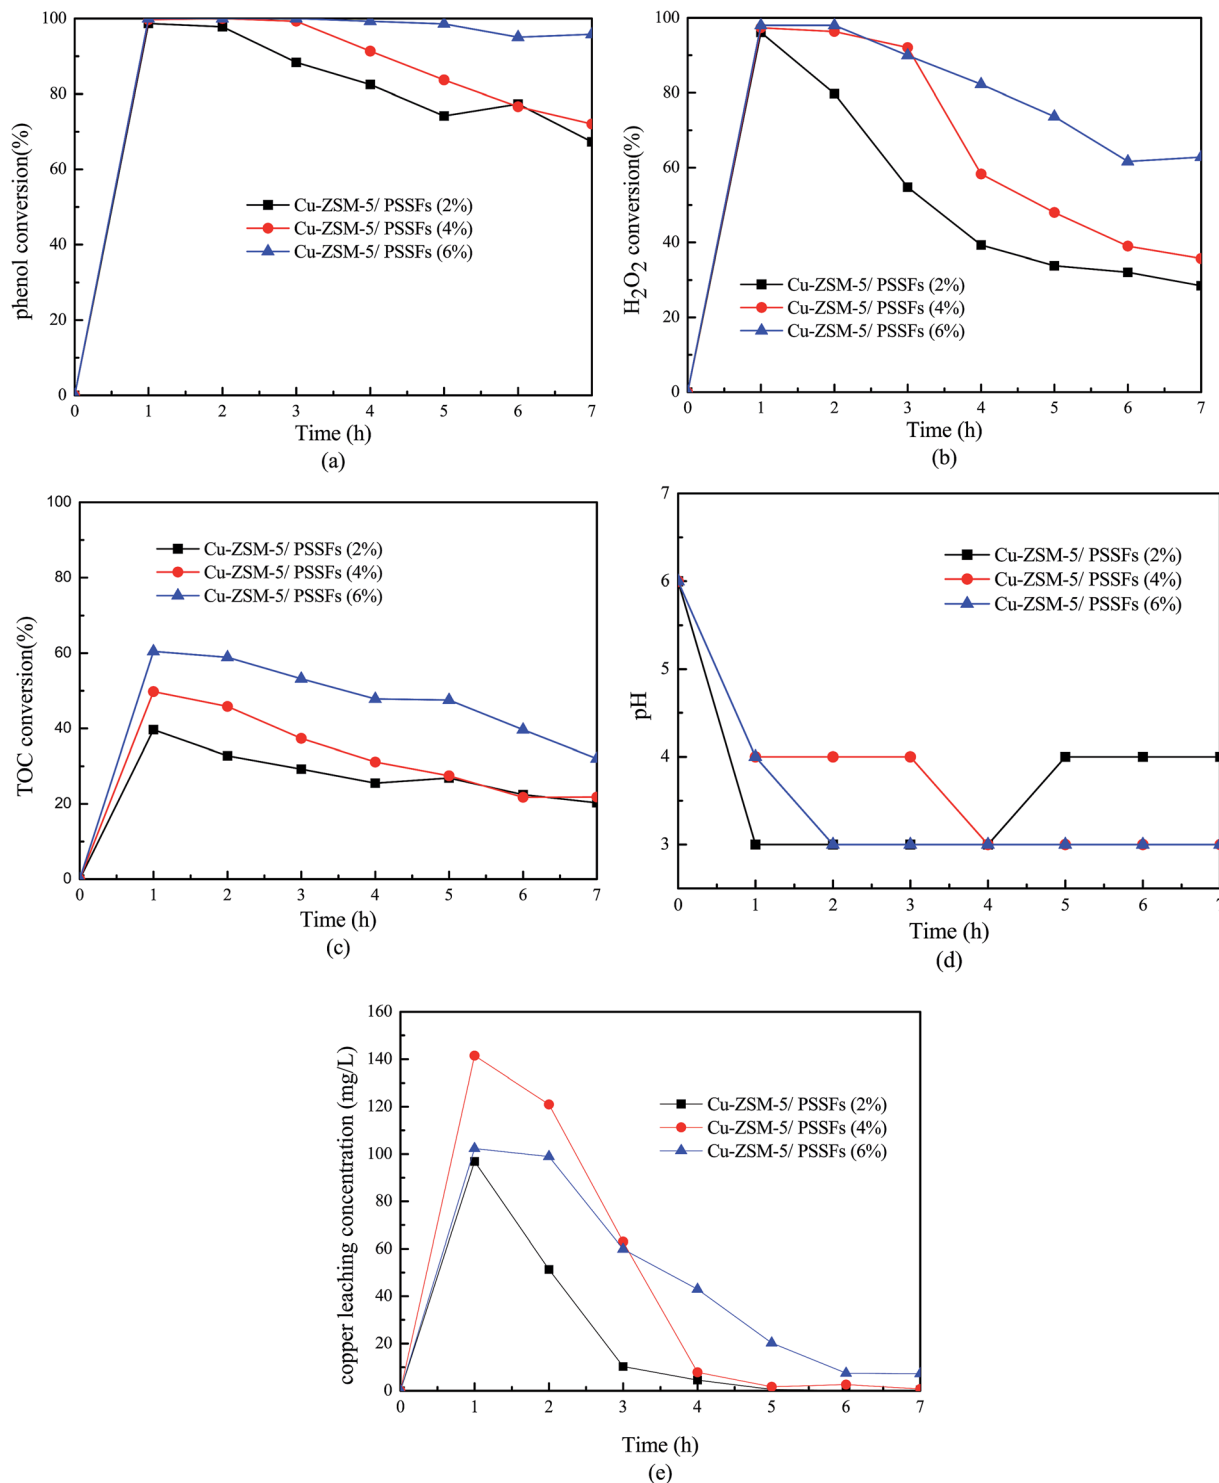 100
80
60
40
20
0
phenol conversion(%)
Cu-ZSM-5/ PSSFs (2%)
Cu-ZSM-5/ PSSFs (4%)
Cu-ZSM-5/ PSSFs (6%)
0 1 2 3 4 5 6 7
Time (h)
(a)
100
80
60
40
20
0
H₂O₂ conversion(%)
Cu-ZSM-5/ PSSFs (2%)
Cu-ZSM-5/ PSSFs (4%)
Cu-ZSM-5/ PSSFs (6%)
0 1 2 3 4 5 6 7
Time (h)
(b)
100
80
60
40
20
0
TOC conversion(%)
Cu-ZSM-5/ PSSFs (2%)
Cu-ZSM-5/ PSSFs (4%)
Cu-ZSM-5/ PSSFs (6%)
0 1 2 3 4 5 6 7
Time (h)
(c)
7
6
5
4
3
pH
Cu-ZSM-5/ PSSFs (2%)
Cu-ZSM-5/ PSSFs (4%)
Cu-ZSM-5/ PSSFs (6%)
0 1 2 3 4 5 6 7
Time (h)
(d)
160
140
120
100
80
60
40
20
0
copper leaching concentration (mg/L)
Cu-ZSM-5/ PSSFs (2%)
Cu-ZSM-5/ PSSFs (4%)
Cu-ZSM-5/ PSSFs (6%)
0 1 2 3 4 5 6 7
Time (h)
(e)